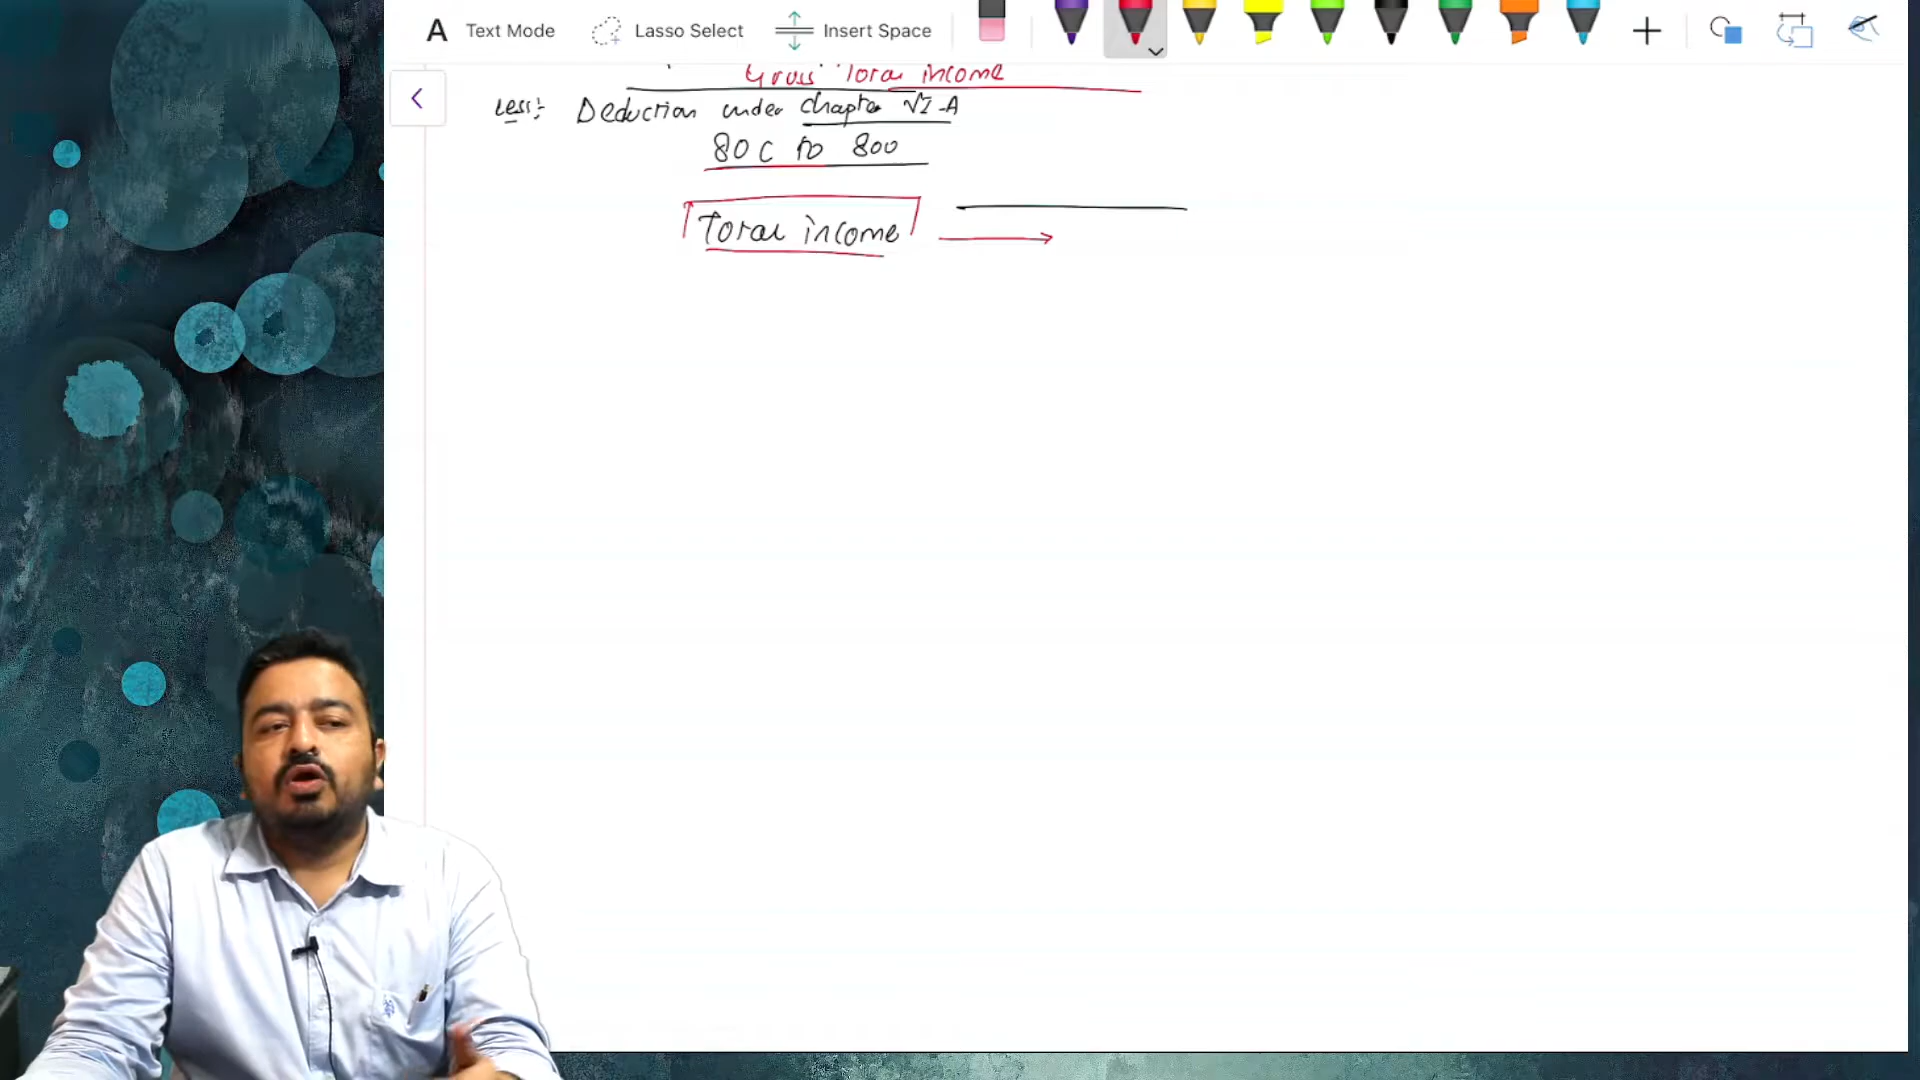 A Text Mode Lasso Select Insert Space
Gross Total income
Less:- Deduction under chapter VI-A
80C to 80U
Total income